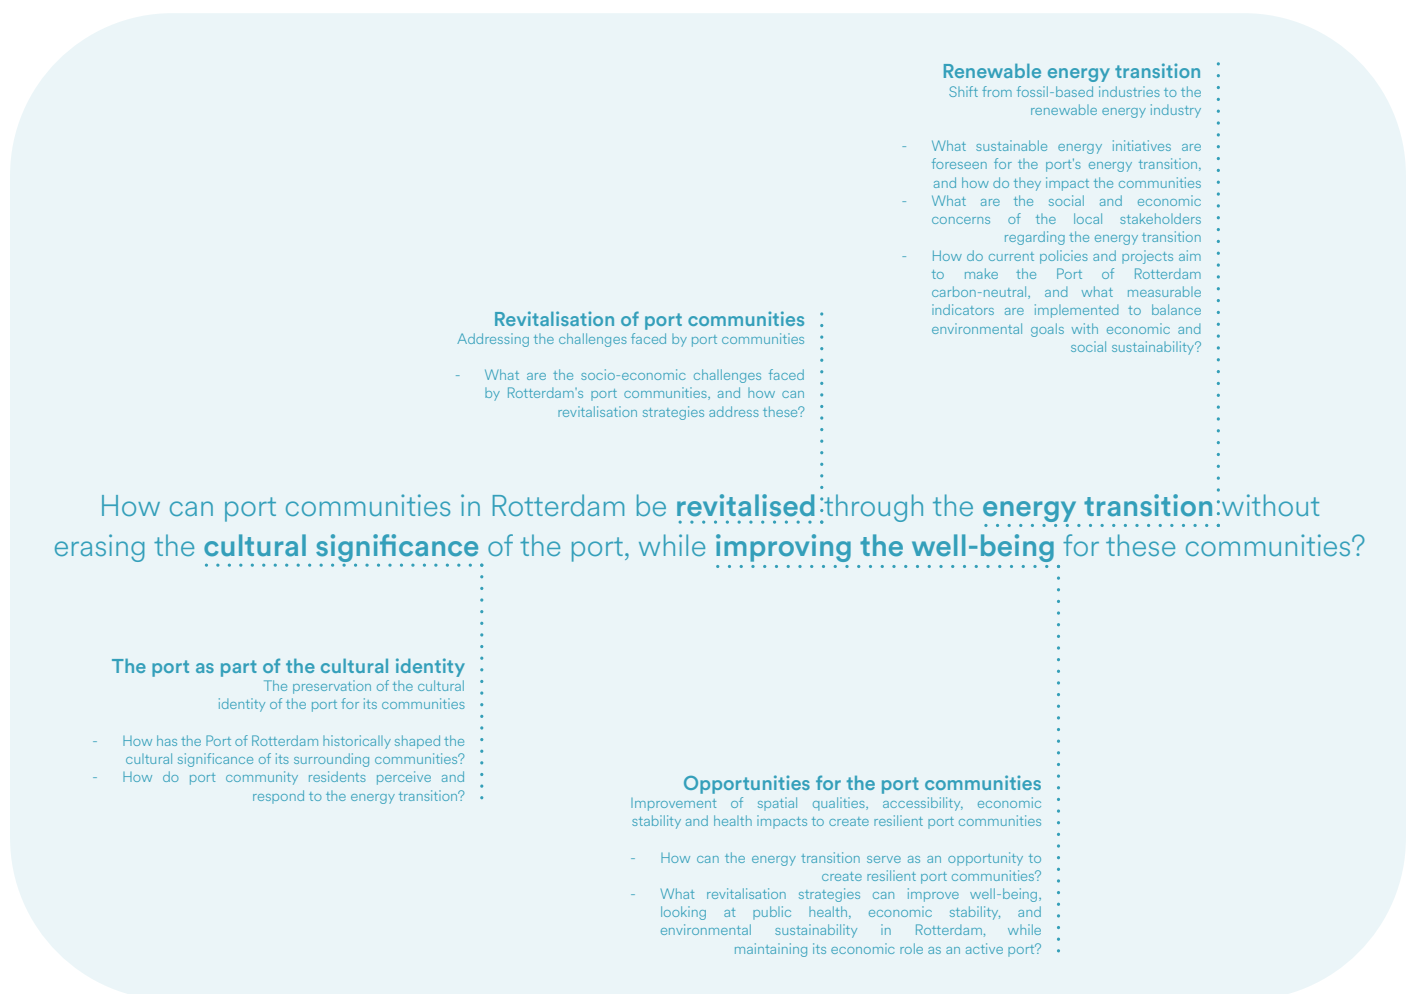 Renewable energy transition
Shift from fossil-based industries to the
renewable energy industry
- What sustainable energy initiatives are
foreseen for the port's energy transition,
and how do they impact the communities
- What are the social and economic
concerns of the local stakeholders
regarding the energy transition
- How do current policies and projects aim
to make the Port of Rotterdam
carbon-neutral, and what measurable
indicators are implemented to balance
environmental goals with economic and
social sustainability?
Revitalisation of port communities
Addressing the challenges faced by port communities
- What are the socio-economic challenges faced
by Rotterdam's port communities, and how can
revitalisation strategies address these?
How can port communities in Rotterdam be revitalised through the energy transition without
erasing the cultural significance of the port, while improving the well-being for these communities?
The port as part of the cultural identity
The preservation of the cultural
identity of the port for its communities
- How has the Port of Rotterdam historically shaped the
cultural significance of its surrounding communities?
- How do port community residents perceive and
respond to the energy transition?
Opportunities for the port communities
Improvement of spatial qualities, accessibility, economic
stability and health impacts to create resilient port communities
- How can the energy transition serve as an opportunity to
create resilient port communities?
- What revitalisation strategies can improve well-being,
looking at public health, economic stability, and
environmental sustainability in Rotterdam, while
maintaining its economic role as an active port?